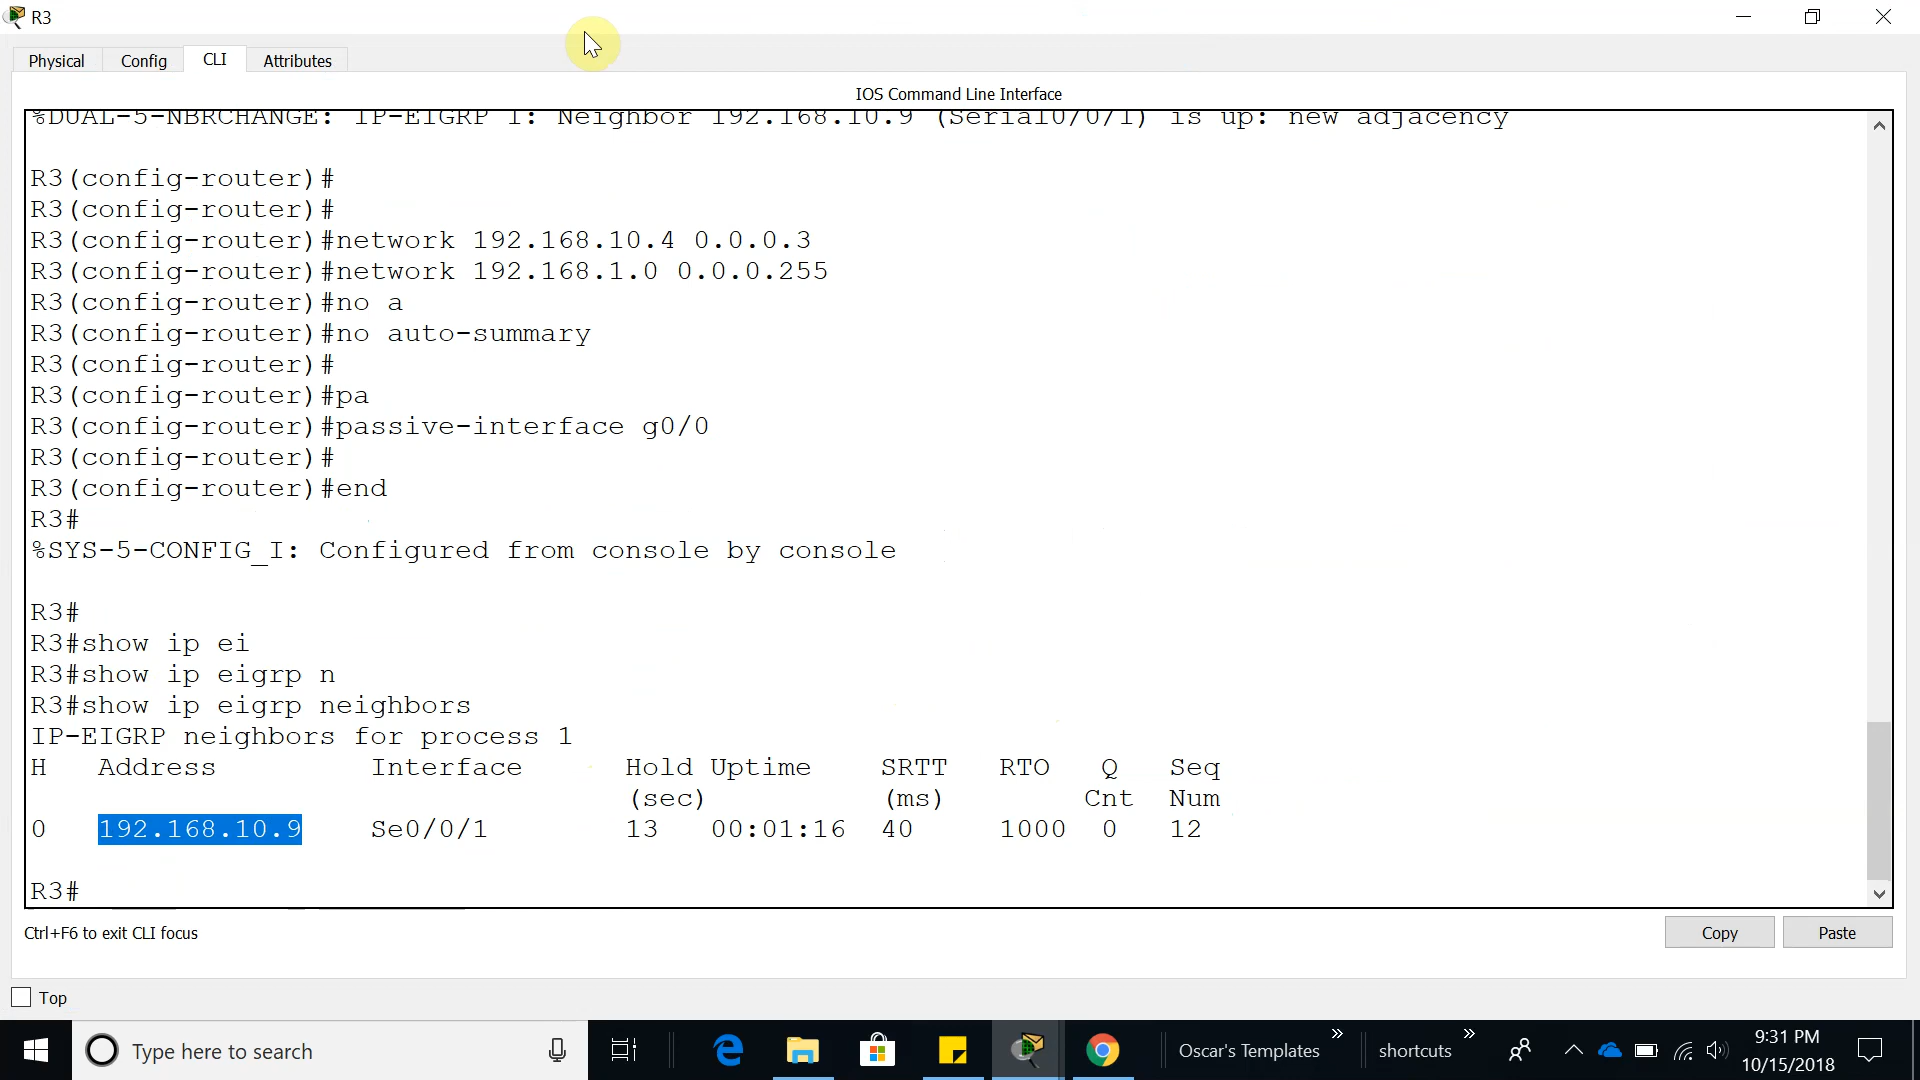 R3
Physical
Config
CLI
Attributes
IOS Command Line Interface
%DUAL-5-NBRCHANGE: IP-EIGRP 1: Neighbor 192.168.10.9 (Serial0/0/1) is up: new adjacency
R3(config-router)#
R3(config-router)#
R3(config-router)#network 192.168.10.4 0.0.0.3
R3(config-router)#network 192.168.1.0 0.0.0.255
R3(config-router)#no a
R3(config-router)#no auto-summary
R3(config-router)#
R3(config-router)#pa
R3(config-router)#passive-interface g0/0
R3(config-router)#
R3(config-router)#end
R3#
%SYS-5-CONFIG_I: Configured from console by console
R3#
R3#show ip ei
R3#show ip eigrp n
R3#show ip eigrp neighbors
IP-EIGRP neighbors for process 1
H Address Interface Hold Uptime SRTT RTO Q Seq
(sec) (ms) Cnt Num
0 192.168.10.9 Se0/0/1 13 00:01:16 40 1000 0 12
R3#
Ctrl+F6 to exit CLI focus
Copy
Paste
Top
Type here to search
Oscar's Templates
shortcuts
9:31 PM
10/15/2018